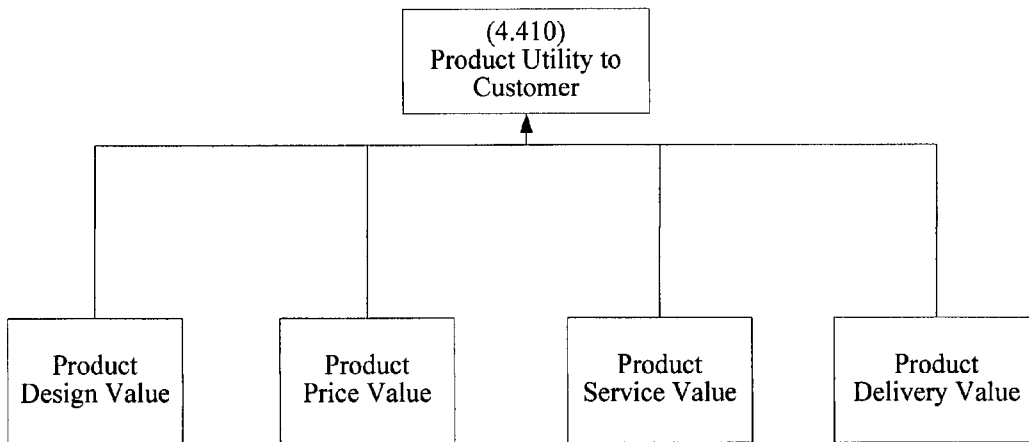 (4.410)
Product Utility to
Customer
Product
Design Value
Product
Price Value
Product
Service Value
Product
Delivery Value